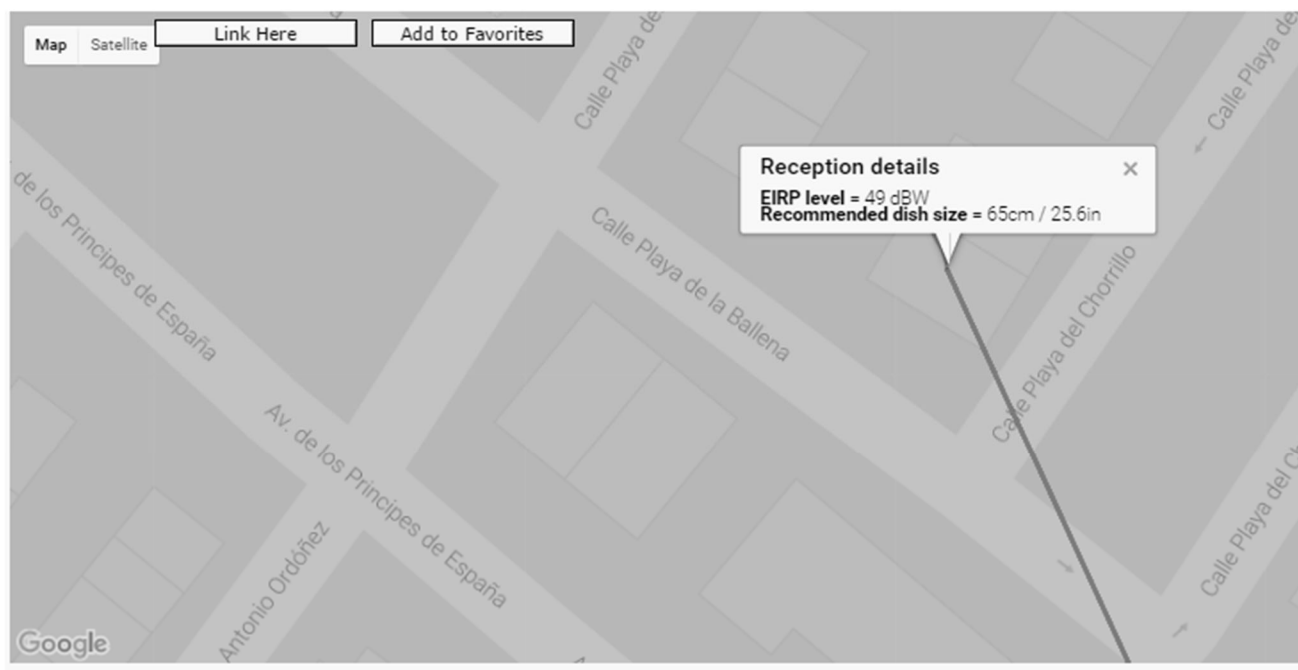 Map
Satellite
Link Here
Add to Favorites
Calle Playa de
Calle Playa de
Reception details
×
EIRP level = 49 dBW
Recommended dish size = 65cm / 25.6in
de los Principes de España
Calle Playa de la Ballena
Calle Playa del Chorrillo
Av. de los Principes de España
Calle Playa del Ch
Antonio Ordóñez
Google